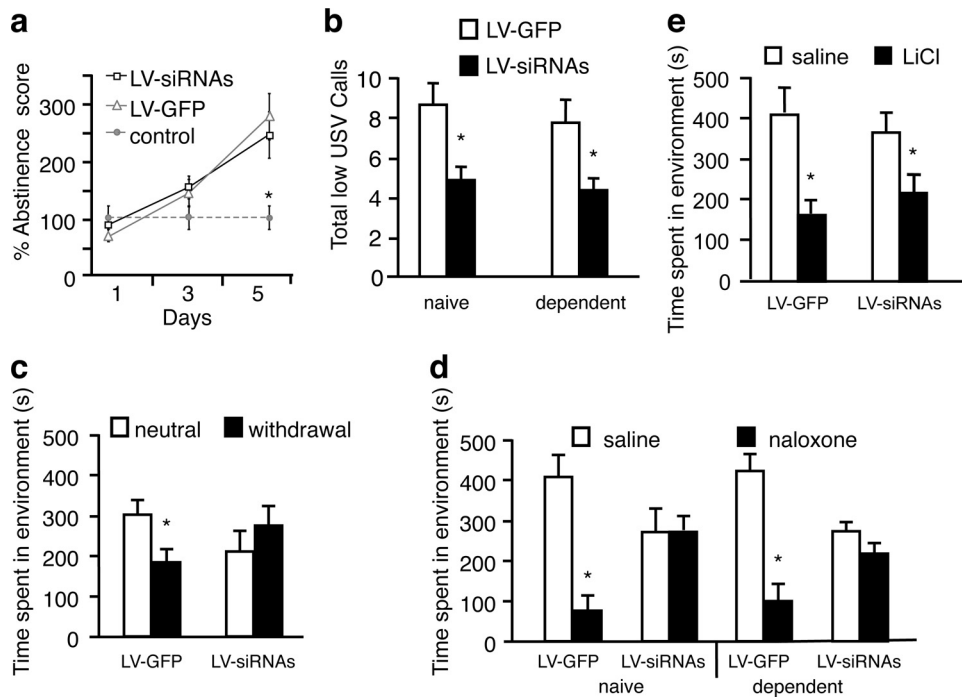 a
LV-siRNAs
LV-GFP
control
% Abstinence score
300
200
100
0
*
1 3 5
Days
b
LV-GFP
LV-siRNAs
Total low USV Calls
10
8
6
4
2
0
* *
naive dependent
e
saline LiCl
Time spent in environment (s)
400
300
200
100
0
* *
LV-GFP LV-siRNAs
c
neutral withdrawal
Time spent in environment (s)
500
400
300
200
100
0
*
LV-GFP LV-siRNAs
d
saline naloxone
Time spent in environment (s)
500
400
300
200
100
0
* *
LV-GFP LV-siRNAs LV-GFP LV-siRNAs
naive dependent